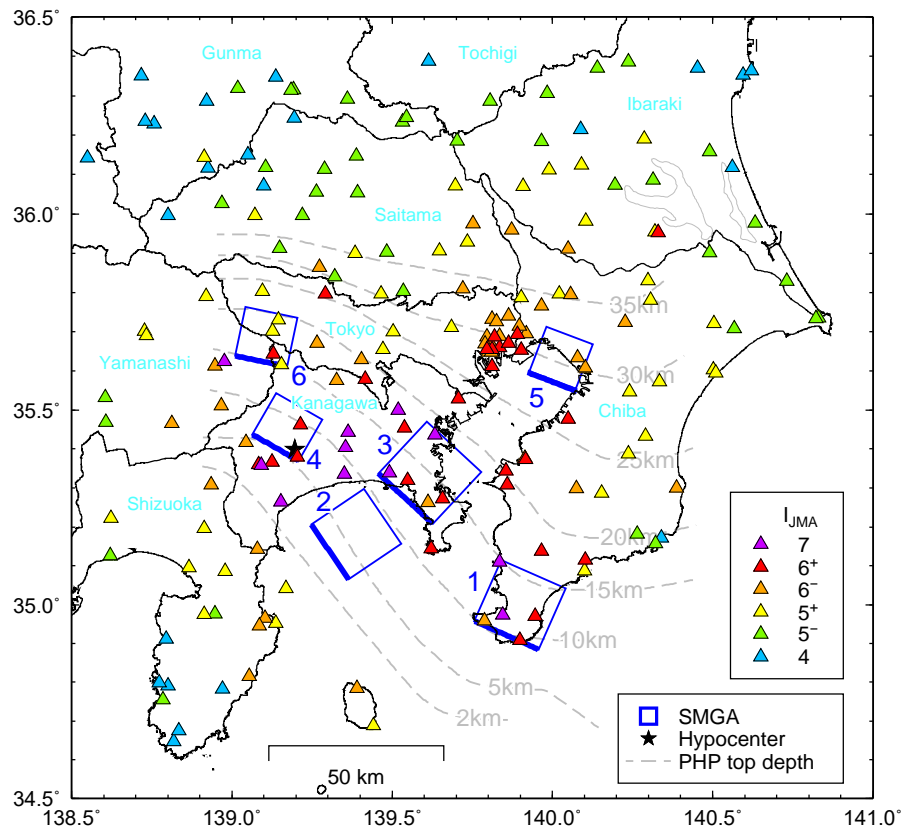 36.5˚
36.0˚
35.5˚
35.0˚
34.5˚
138.5˚
139.0˚
139.5˚
140.0˚
140.5˚
141.0˚
Gunma
Tochigi
Ibaraki
Saitama
Tokyo
Yamanashi
Kanagawa
Chiba
Shizuoka
35km
30km
25km
20km
15km
10km
5km
2km
6
5
4
3
2
1
50 km
I JMA
7
6⁺
6⁻
5⁺
5⁻
4
SMGA
Hypocenter
PHP top depth